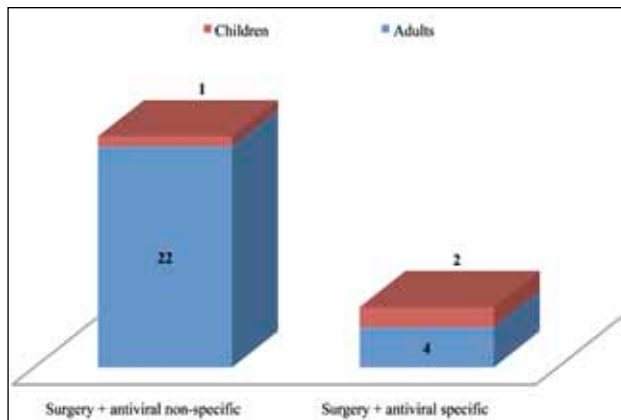 Children Adults
1
22
2
4
Surgery + antiviral non-specific Surgery + antiviral specific